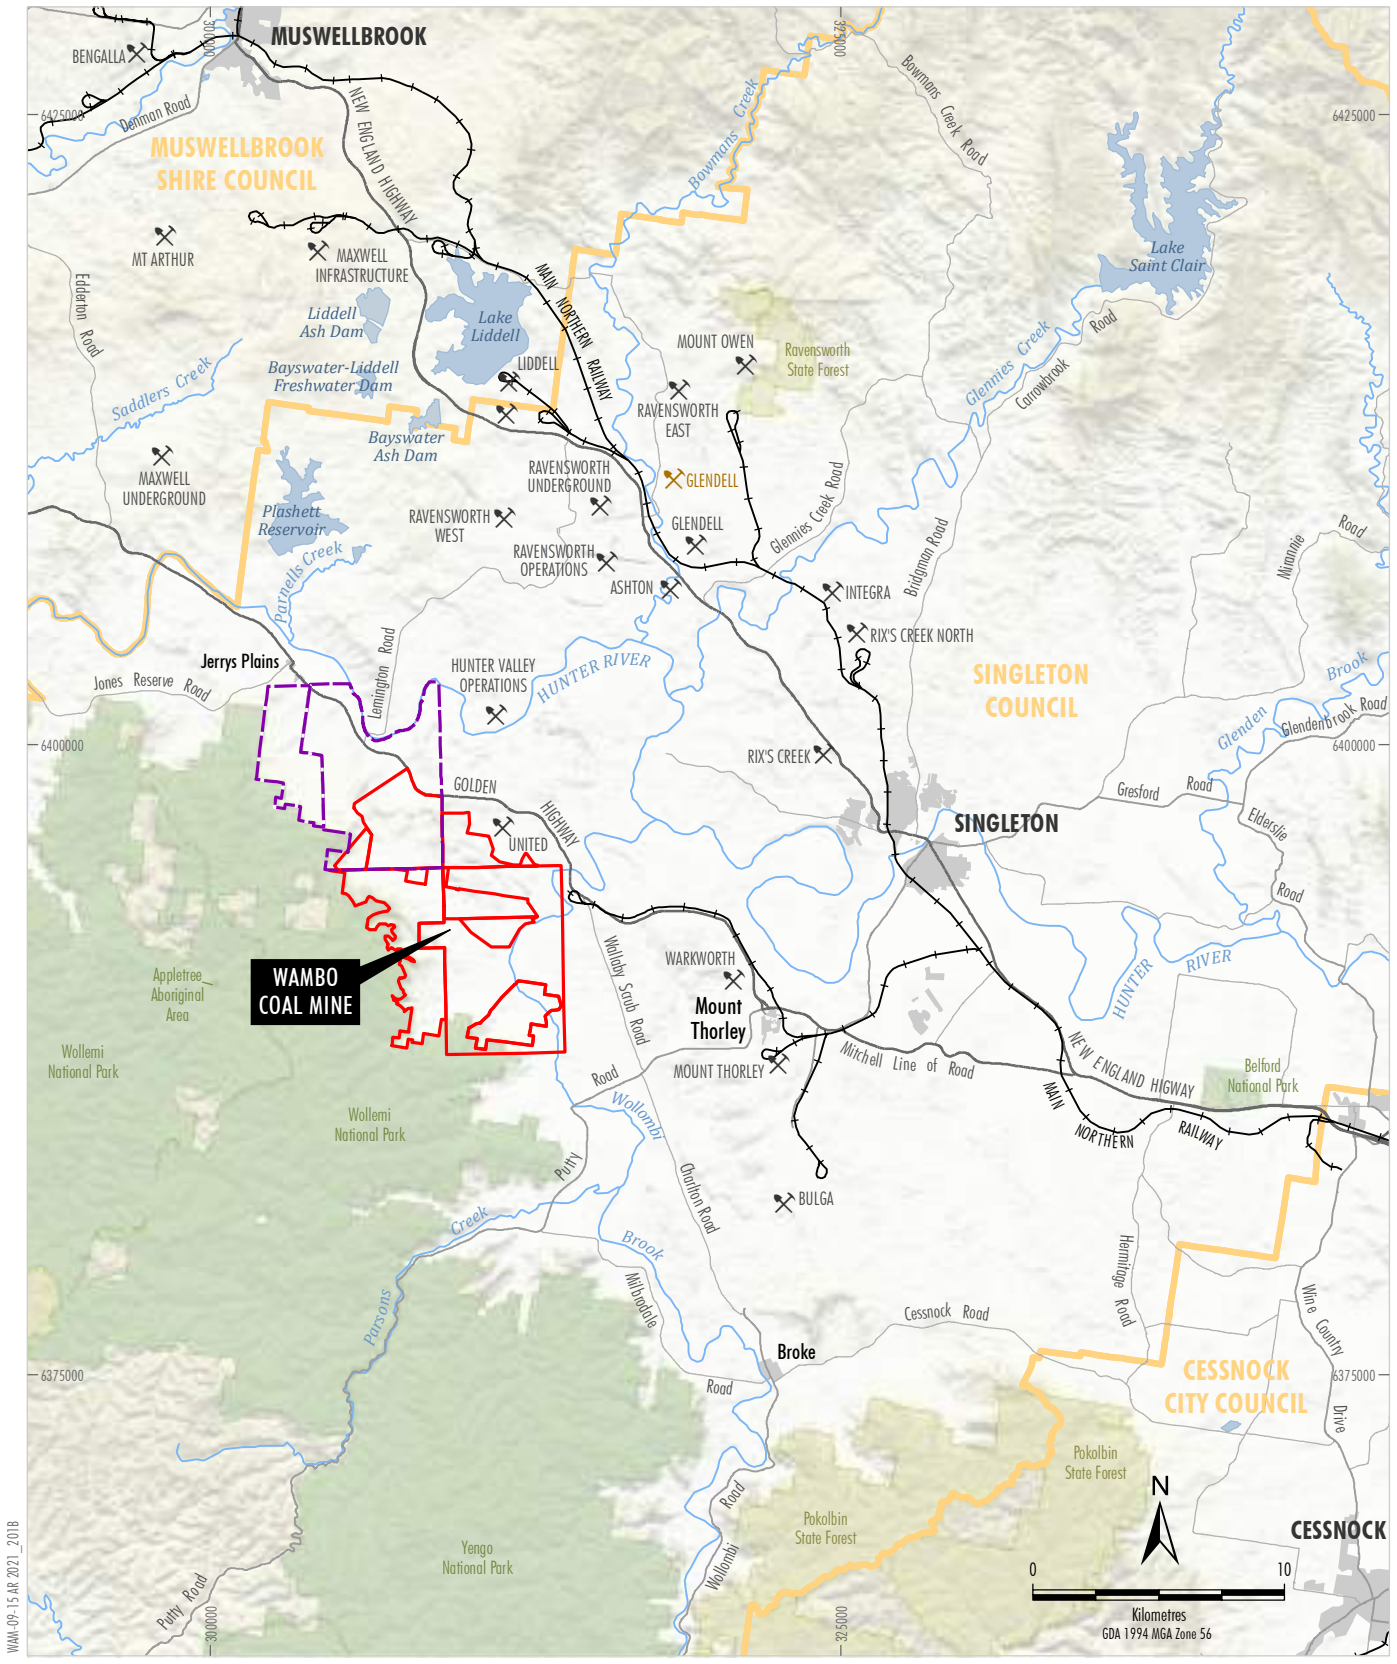 MUSWELLBROOK
300000
325000
BENGALLA
Denman Road
6425000
6425000
NEW ENGLAND HIGHWAY
Bowmans Creek
Bowmans Creek Road
MUSWELLBROOK
SHIRE COUNCIL
MT ARTHUR
MAXWELL
INFRASTRUCTURE
Lake
Saint Clair
Edderton Road
Liddell
Ash Dam
Lake
Liddell
MAIN NORTHERN RAILWAY
MOUNT OWEN
Ravensworth
State Forest
Glennies Creek
Carrowbrook Road
Saddlers Creek
Bayswater-Liddell
Freshwater Dam
LIDDELL
RAVENSWORTH
EAST
Bayswater
Ash Dam
MAXWELL
UNDERGROUND
RAVENSWORTH
UNDERGROUND
GLENDELL
Plashett
Reservoir
RAVENSWORTH
WEST
GLENDELL
Glennies Creek Road
Bridgman Road
Mirannie Road
Parnells Creek
RAVENSWORTH
OPERATIONS
ASHTON
INTEGRA
RIX'S CREEK NORTH
Jerrys Plains
Jones Reserve Road
Lemington Road
HUNTER VALLEY
OPERATIONS
HUNTER RIVER
SINGLETON
COUNCIL
Glenden Brook
Glendenbrook Road
6400000
6400000
RIX'S CREEK
GOLDEN HIGHWAY
Gresford Road
Elderslie Road
UNITED
SINGLETON
WAMBO
COAL MINE
Wallaby Scrub Road
WARKWORTH
Mount
Thorley
HUNTER RIVER
Appletree
Aboriginal
Area
Wollemi
National Park
MOUNT THORLEY
Mitchell Line of Road
NEW ENGLAND HIGWAY
Belford
National Park
MAIN NORTHERN RAILWAY
Wollemi
National Park
Putty Road
Wollombi Brook
Charlton Road
BULGA
Parsons Creek
Milbrodale Road
Hermitage Road
Cessnock Road
Wine Country Drive
Broke
6375000
6375000
CESSNOCK
CITY COUNCIL
Pokolbin
State Forest
Pokolbin
State Forest
Wollombi Road
CESSNOCK
Yengo
National Park
Putty Road
N
0 10
Kilometres
GDA 1994 MGA Zone 56
300000
325000
WAM-09-15 AR 2021_201B